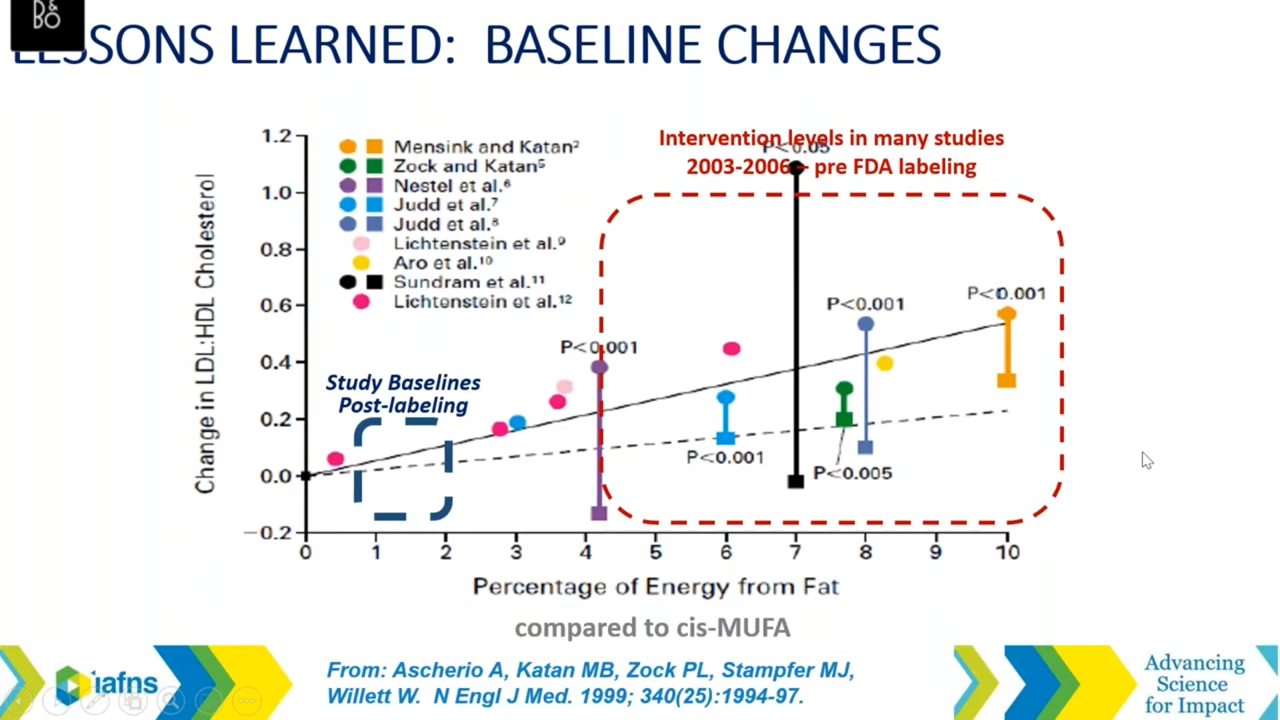 B&
BO
LESSONS LEARNED: BASELINE CHANGES
Intervention levels in many studies
2003-2006 – pre FDA labeling
P<0.05
1.2
1.0
0.8
0.6
0.4
0.2
0.0
−0.2
Change in LDL:HDL Cholesterol
Mensink and Katan²
Zock and Katan⁵
Nestel et al.⁶
Judd et al.⁷
Judd et al.⁸
Lichtenstein et al.⁹
Aro et al.¹⁰
Sundram et al.¹¹
Lichtenstein et al.¹²
P<0.001
P<0.001
P<0.001
Study Baselines
Post-labeling
P<0.001
P<0.005
0 1 2 3 4 5 6 7 8 9 10
Percentage of Energy from Fat
compared to cis-MUFA
iafns
From: Ascherio A, Katan MB, Zock PL, Stampfer MJ,
Willett W. N Engl J Med. 1999; 340(25):1994-97.
Advancing
Science
for Impact